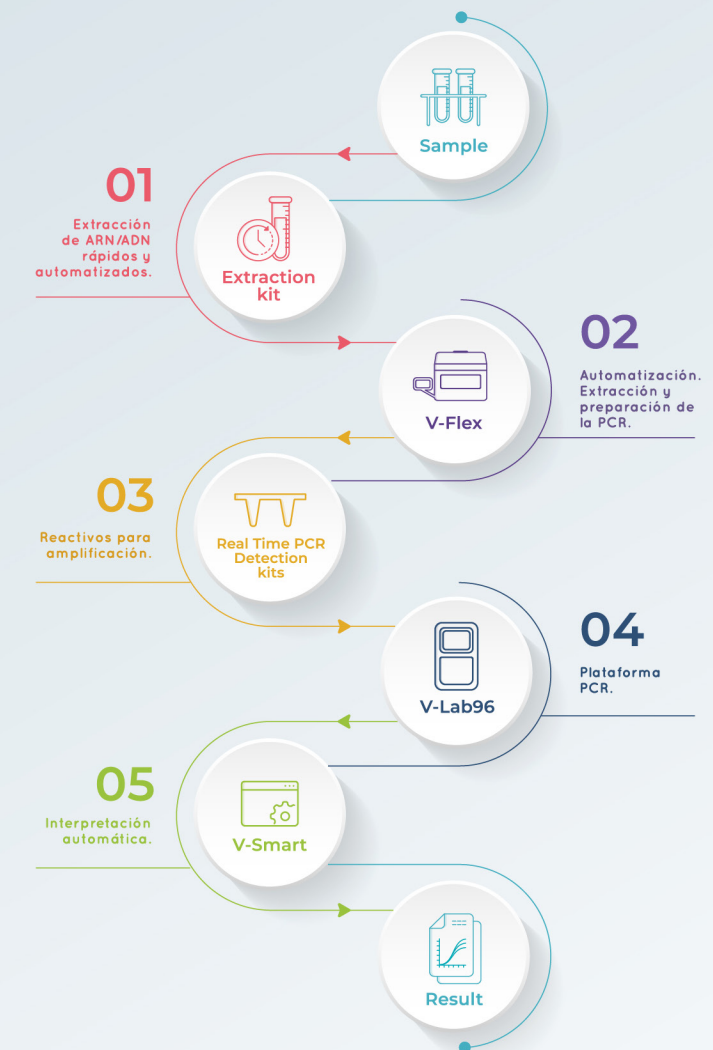 Sample
01
Extracción
de ARN/ADN
rápidos y
automatizados.
Extraction
kit
02
Automatización.
Extracción y
preparación de
la PCR.
V-Flex
03
Reactivos para
amplificación.
Real Time PCR
Detection
kits
04
Plataforma
PCR.
V-Lab96
05
Interpretación
automática.
V-Smart
Result